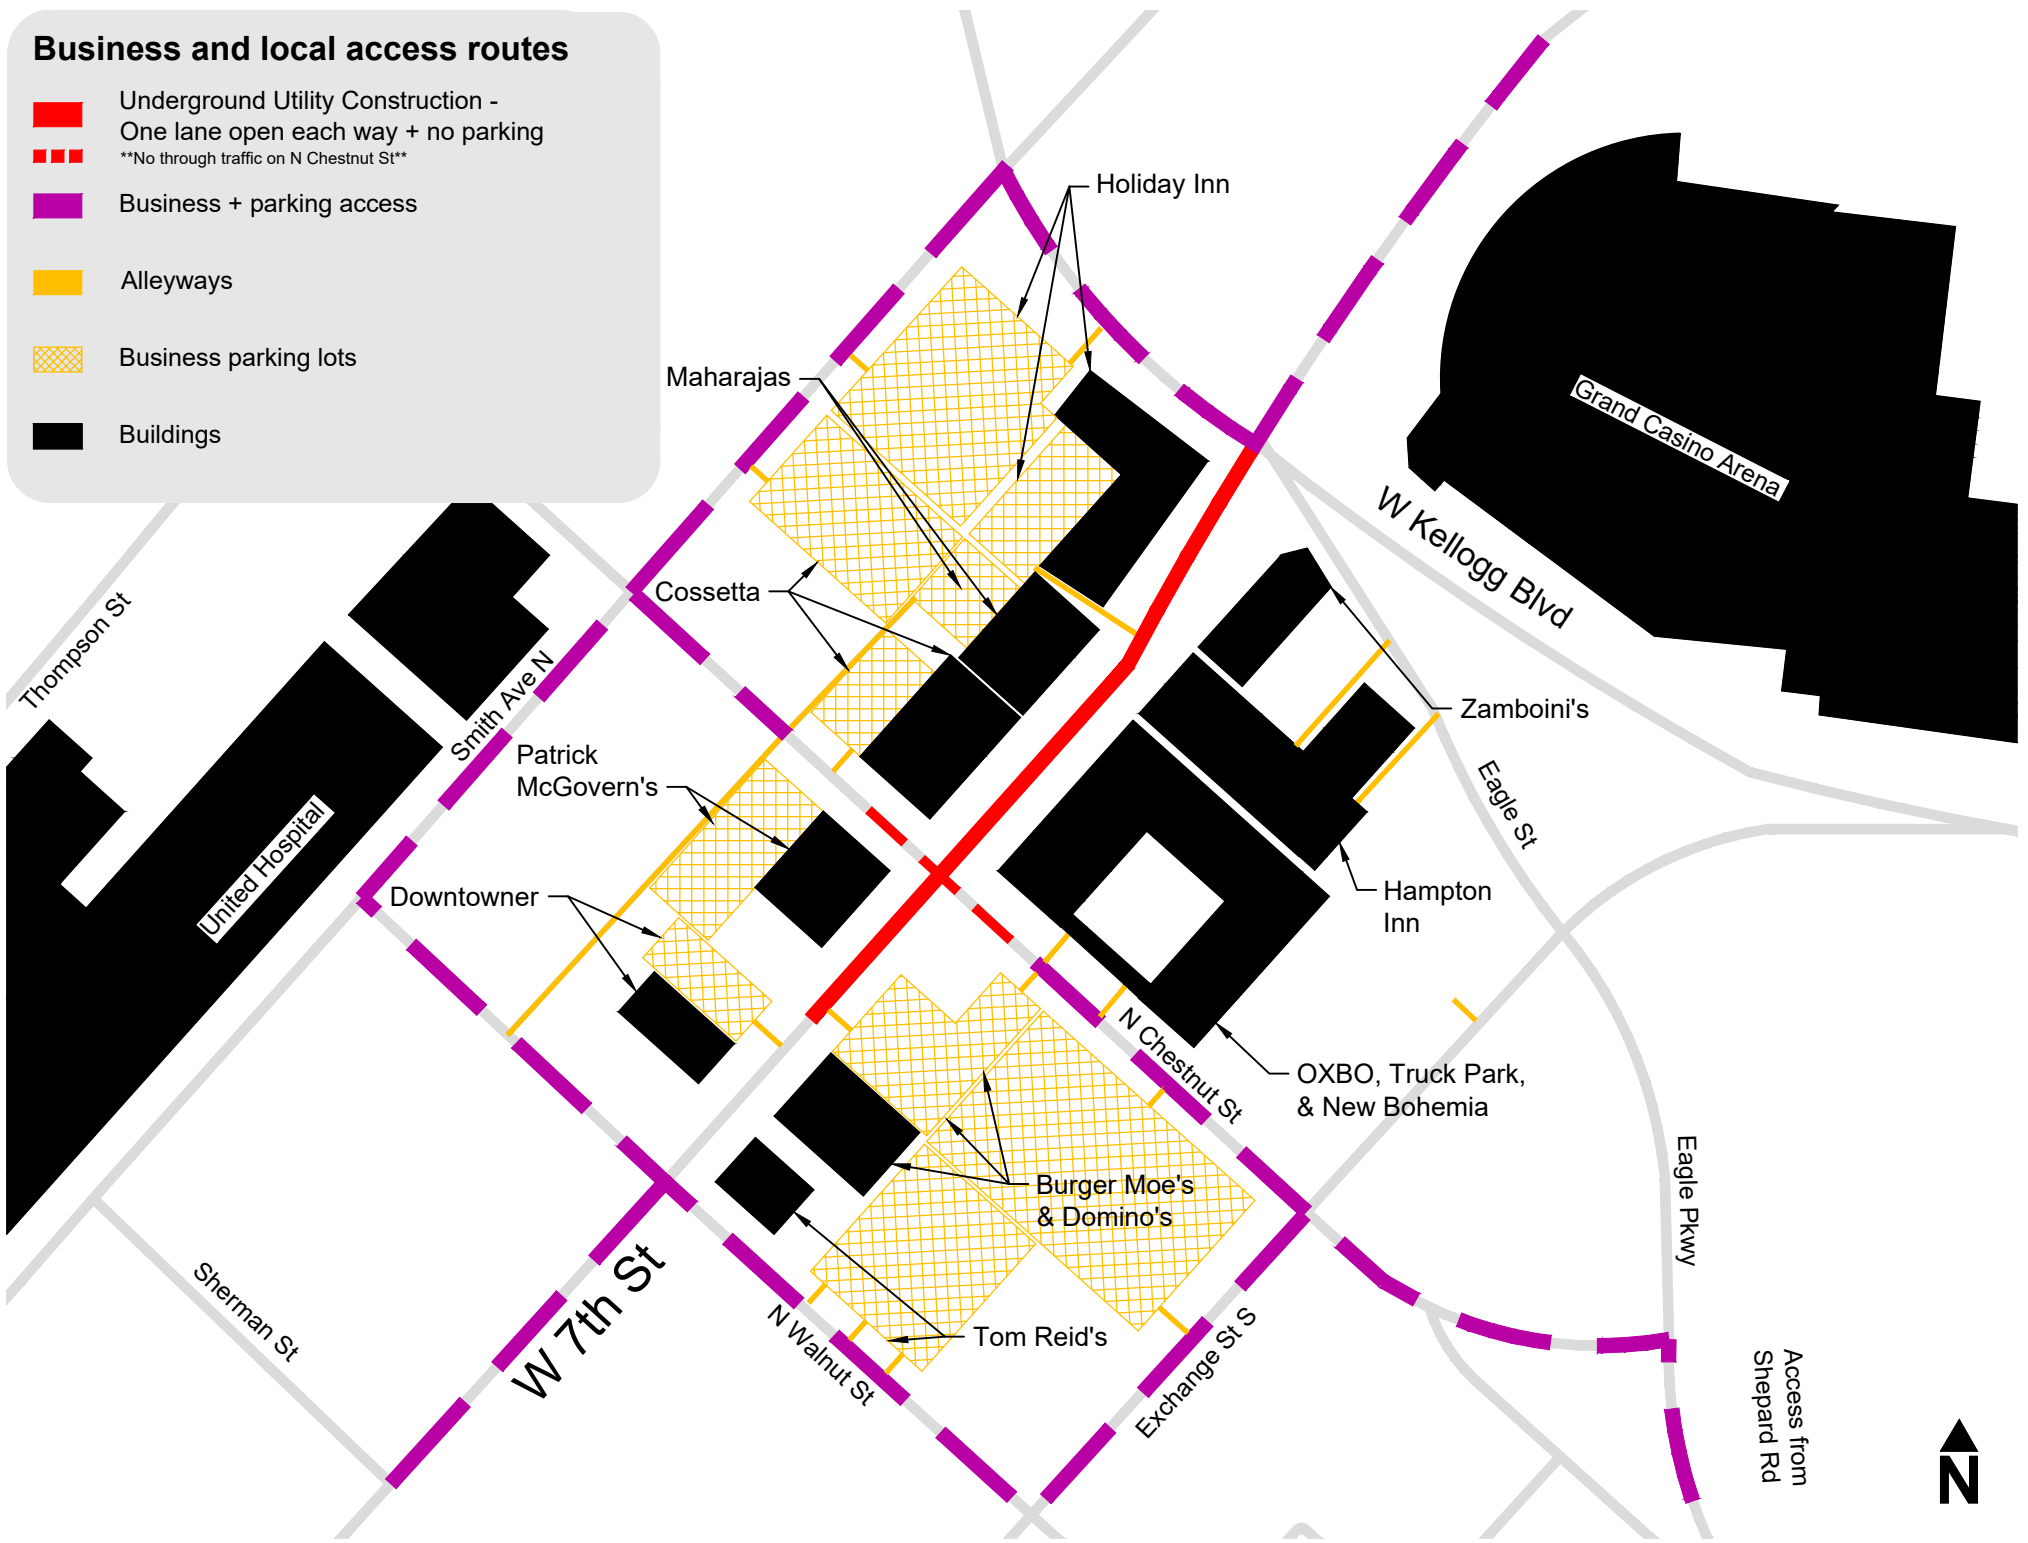 Business and local access routes
Underground Utility Construction -
One lane open each way + no parking
**No through traffic on N Chestnut St**
Business + parking access
Alleyways
Business parking lots
Buildings
Holiday Inn
Maharajas
Grand Casino Arena
W Kellogg Blvd
Cossetta
Thompson St
Smith Ave N
Zamboini's
Patrick
McGovern's
Eagle St
United Hospital
Downtowner
Hampton
Inn
N Chestnut St
OXBO, Truck Park,
& New Bohemia
Eagle Pkwy
Burger Moe's
& Domino's
Sherman St
W 7th St
N Walnut St
Tom Reid's
Exchange St S
Access from
Shepard Rd
N